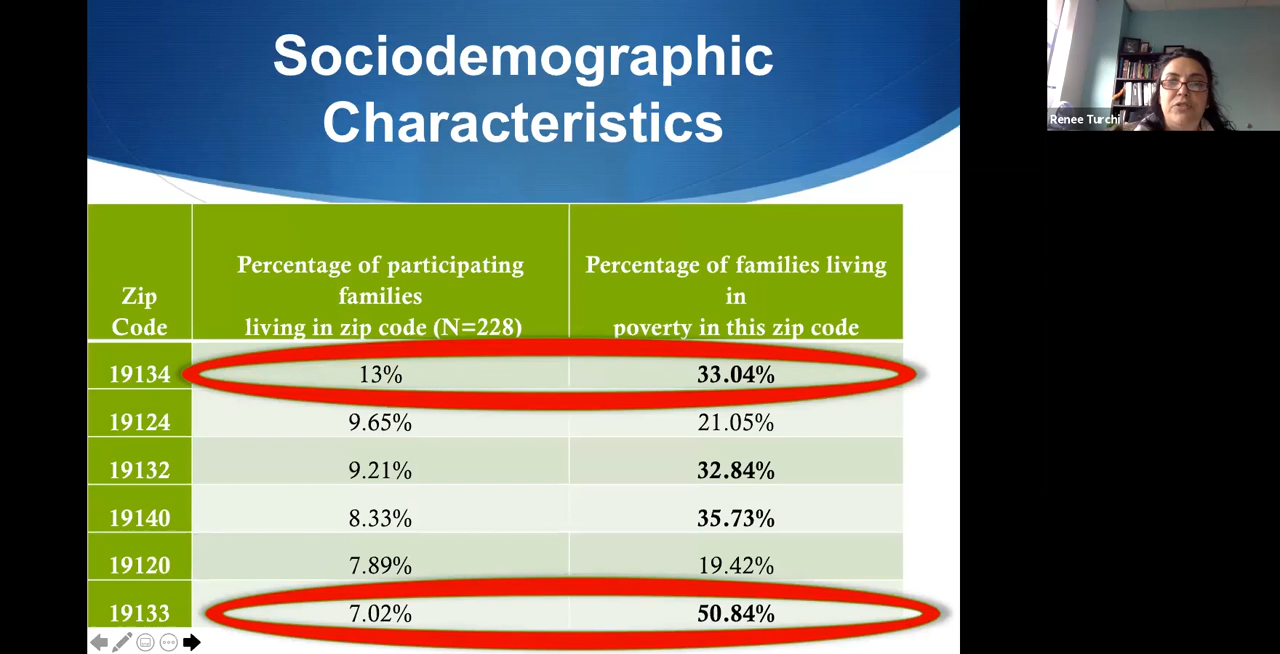 Sociodemographic
Characteristics
Renee Turchi
Zip
Code
Percentage of participating
families
living in zip code (N=228)
Percentage of families living
in
poverty in this zip code
19134 13% 33.04%
19124 9.65% 21.05%
19132 9.21% 32.84%
19140 8.33% 35.73%
19120 7.89% 19.42%
19133 7.02% 50.84%